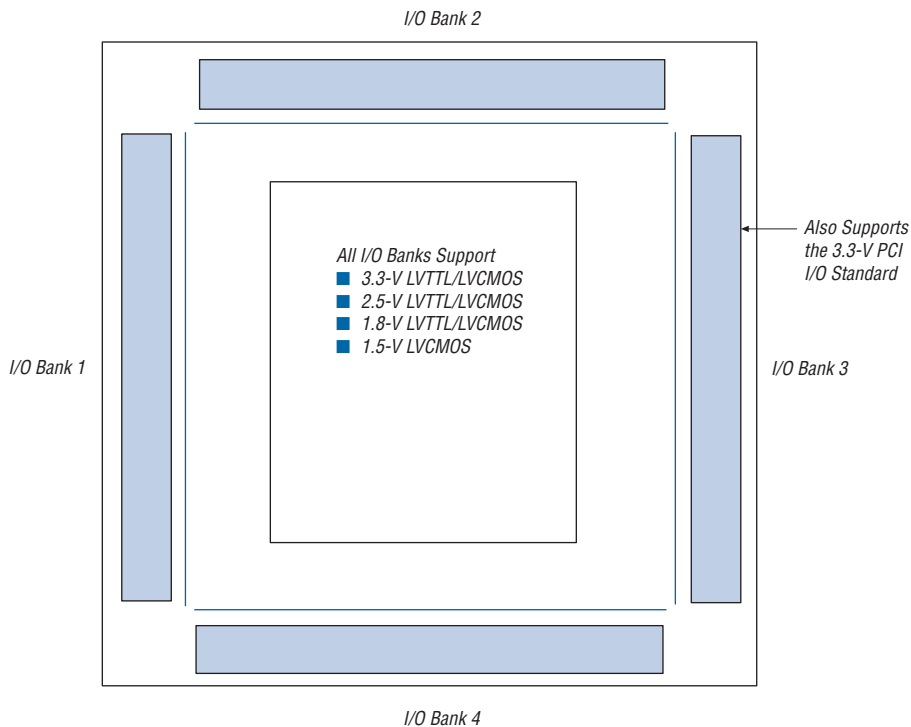 I/O Bank 2
All I/O Banks Support
3.3-V LVTTL/LVCMOS
2.5-V LVTTL/LVCMOS
1.8-V LVTTL/LVCMOS
1.5-V LVCMOS
Also Supports
the 3.3-V PCI
I/O Standard
I/O Bank 1
I/O Bank 3
I/O Bank 4